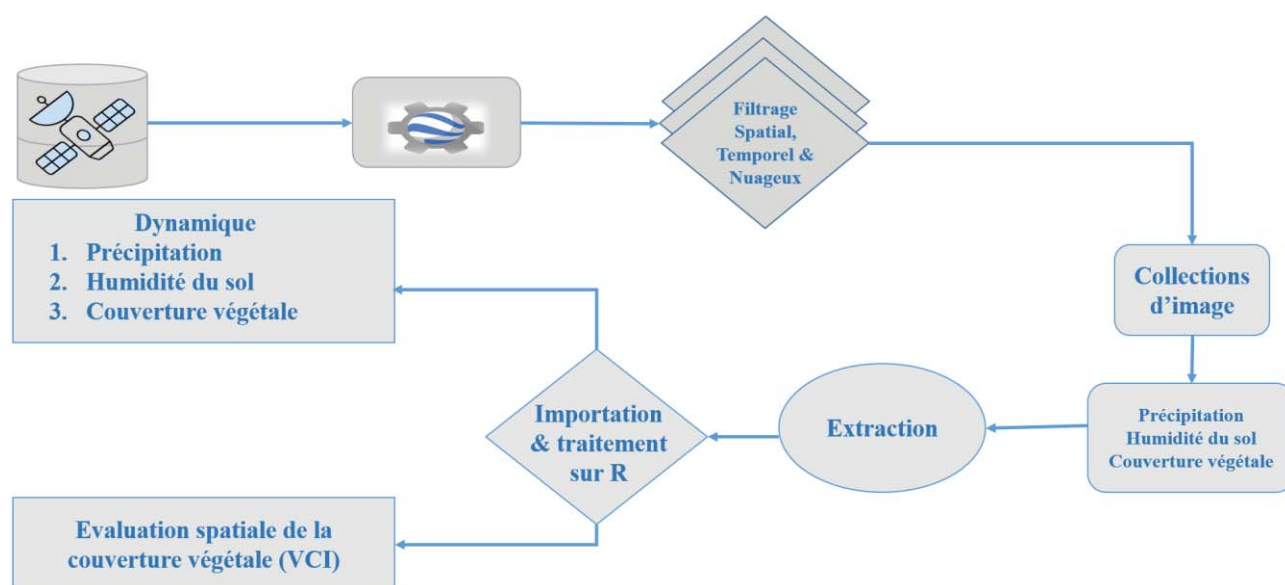 Filtrage
Spatial,
Temporel &
Nuageux
Collections
d'image
Précipitation
Humidité du sol
Couverture végétale
Extraction
Importation
& traitement
sur R
Dynamique
1. Précipitation
2. Humidité du sol
3. Couverture végétale
Evaluation spatiale de la
couverture végétale (VCI)